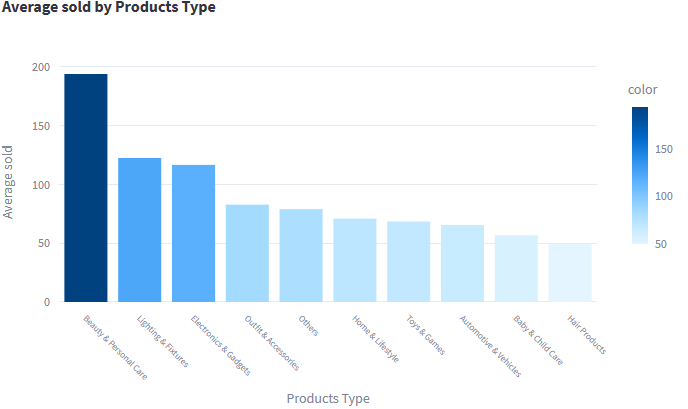 Average sold by Products Type
Average sold
200
150
100
50
0
Beauty & Personal Care
Lighting & Fixtures
Electronics & Gadgets
Outfit & Accessories
Others
Home & Lifestyle
Toys & Games
Automotive & Vehicles
Baby & Child Care
Hair Products
Products Type
color
150
100
50